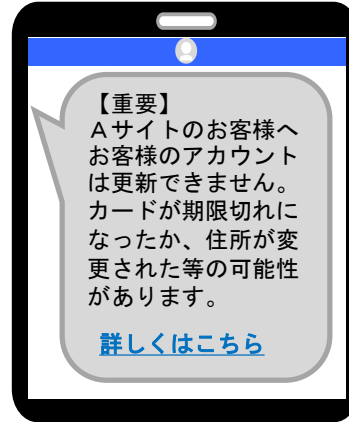 【重要】
Ａサイトのお客様へ
お客様のアカウント
は更新できません。
カードが期限切れに
なったか、住所が変
更された等の可能性
があります。
詳しくはこちら